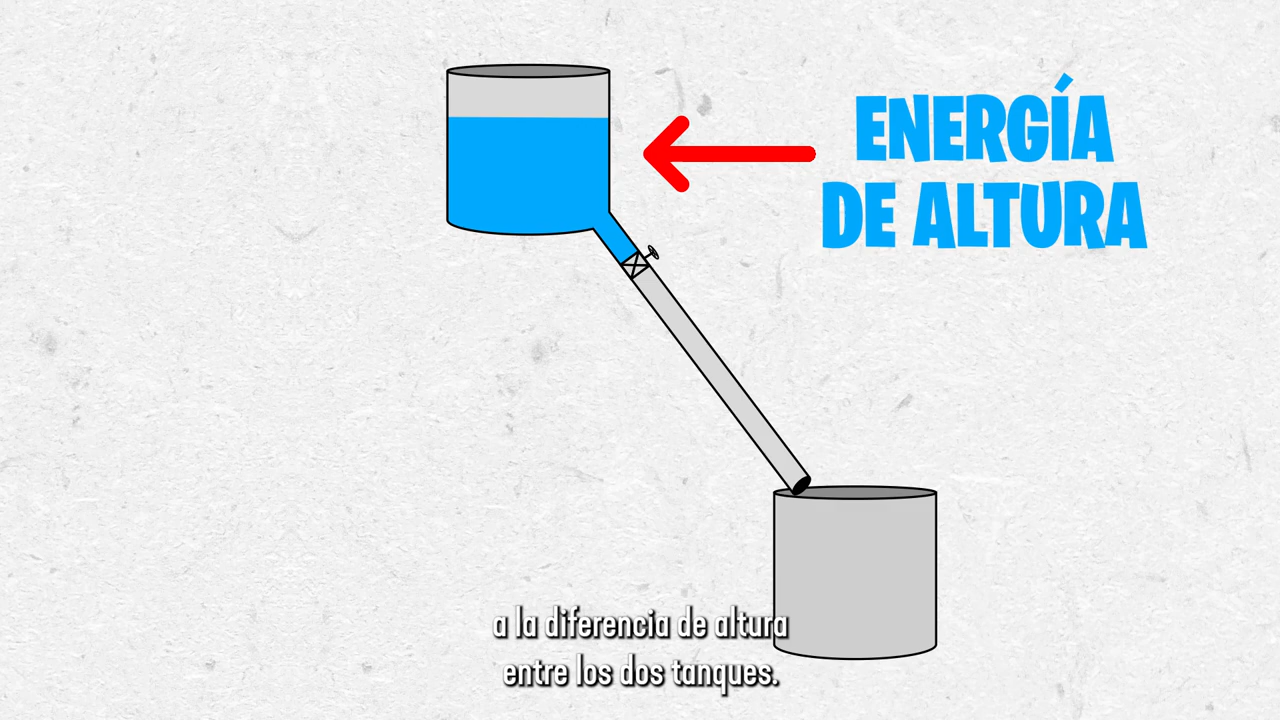 ENERGÍA
DE ALTURA
a la diferencia de altura
entre los dos tanques.